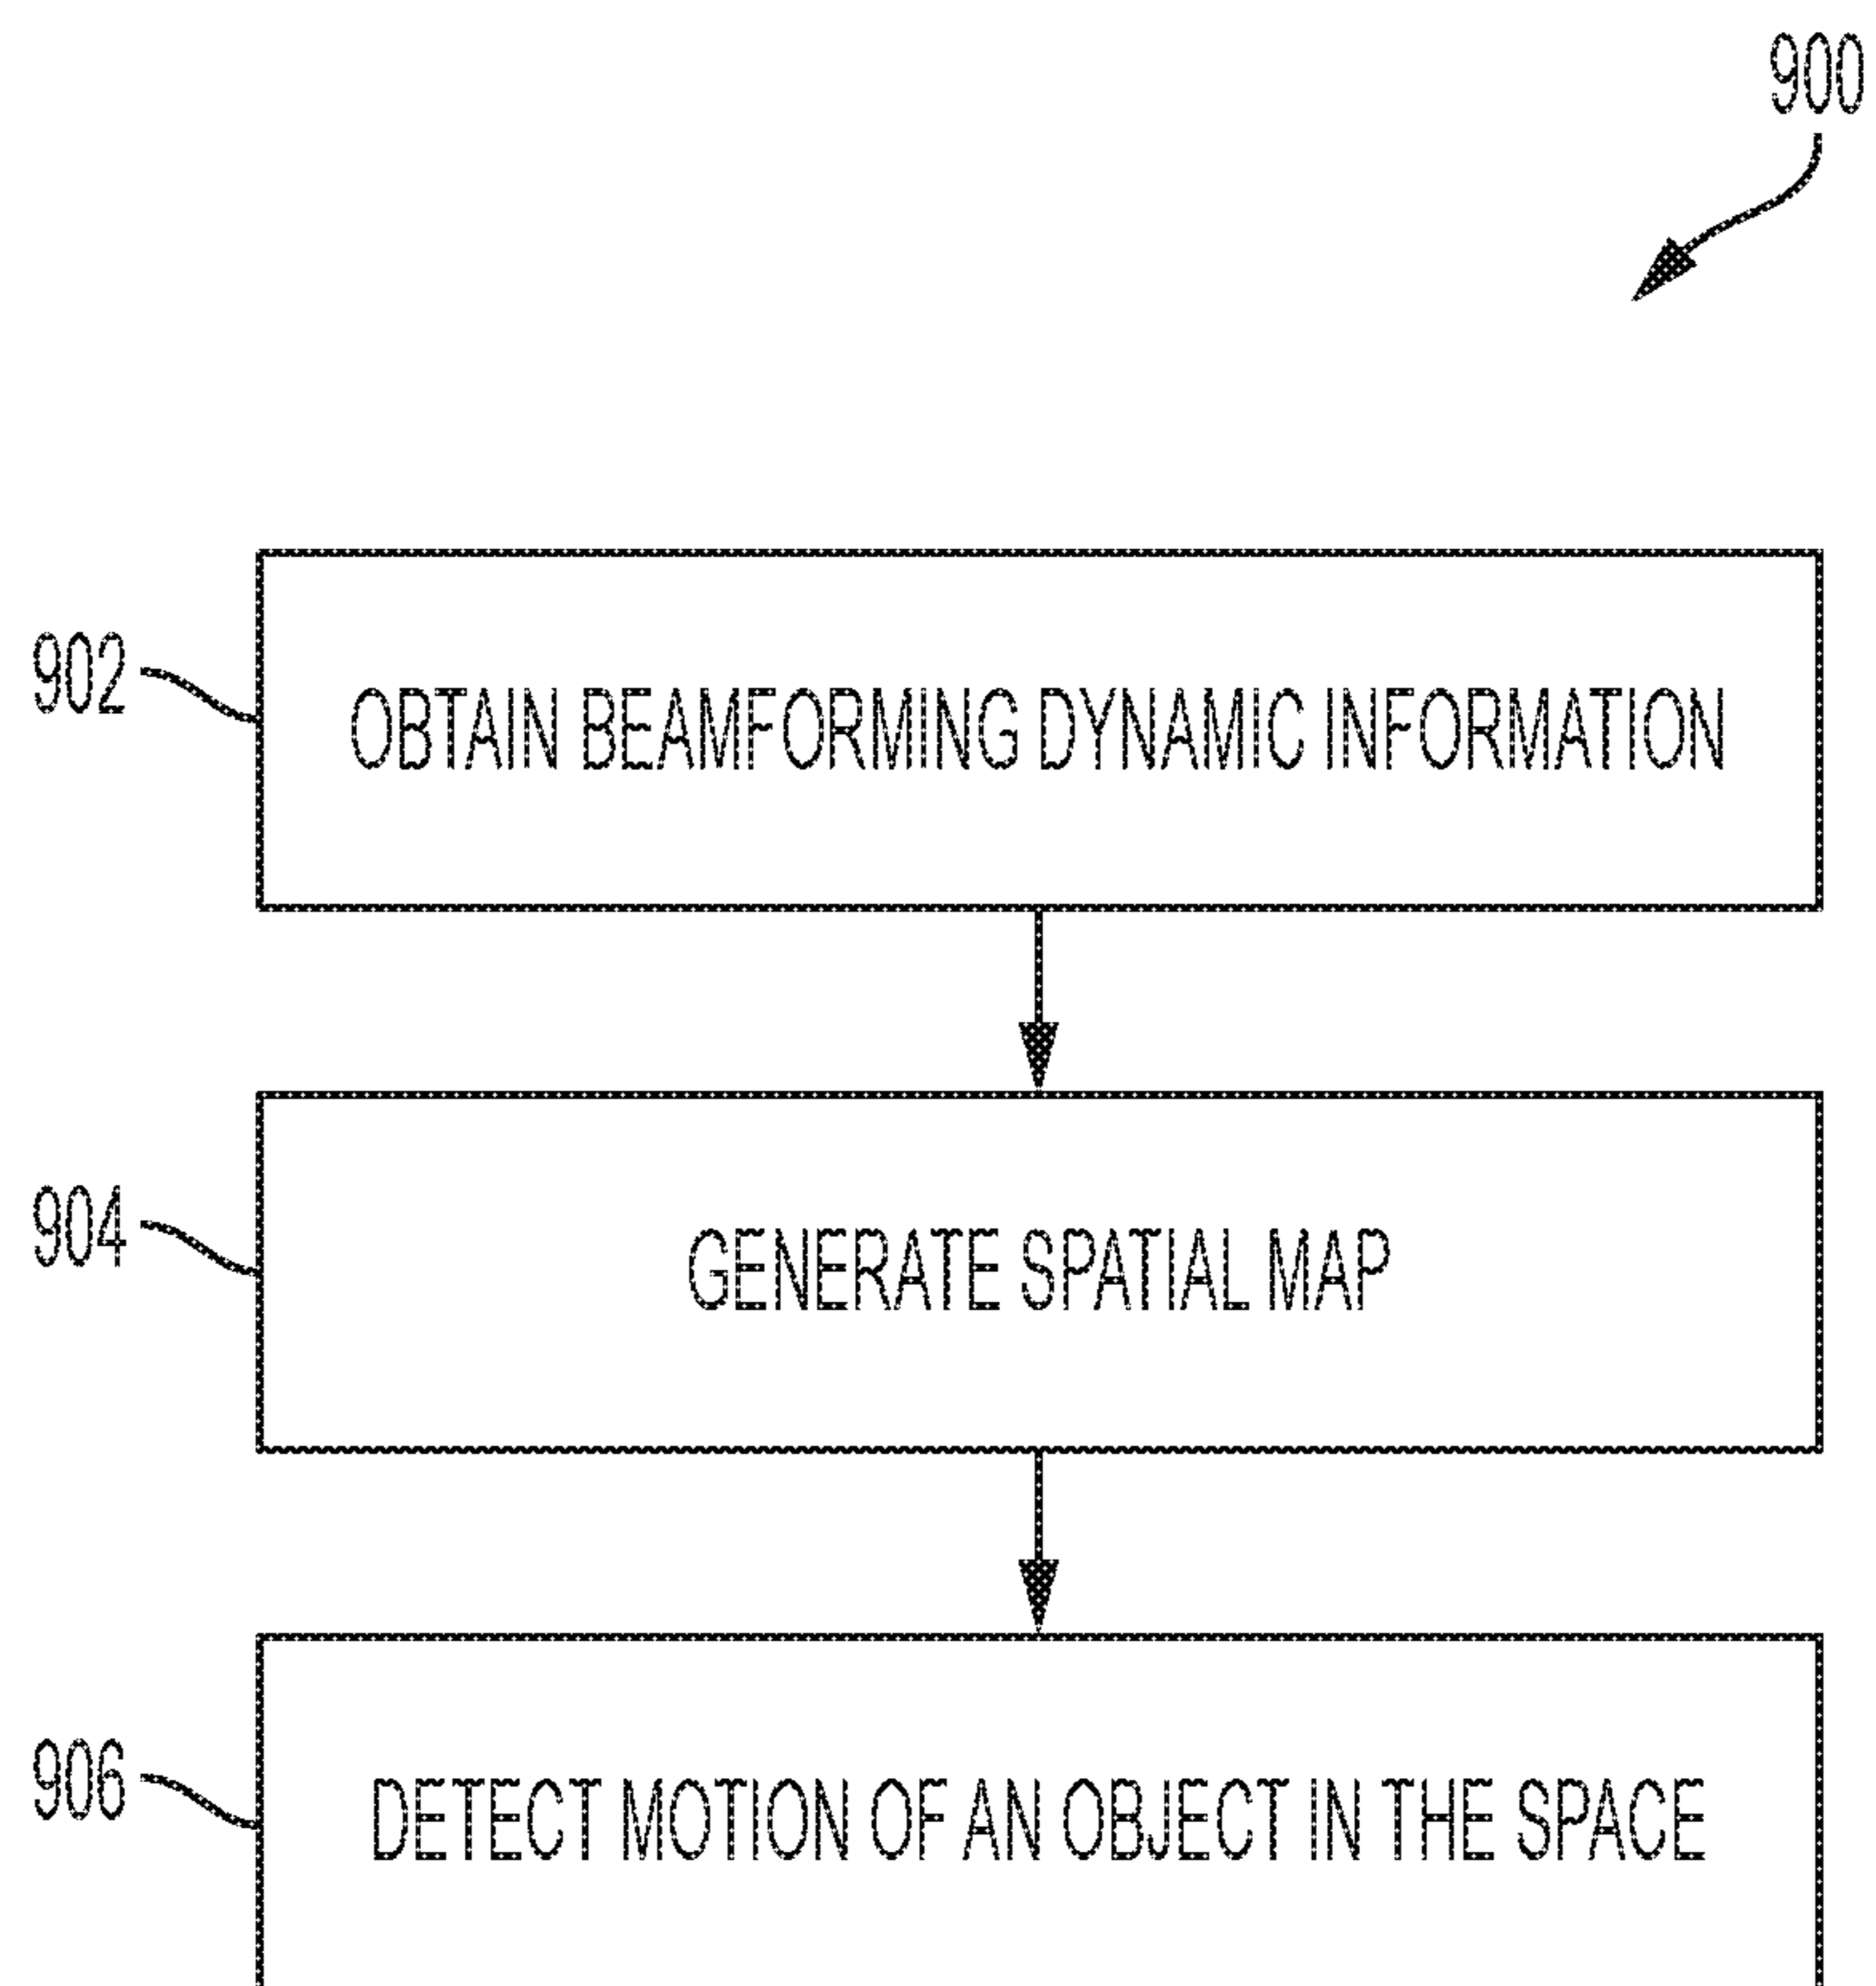 900
902
OBTAIN BEAMFORMING DYNAMIC INFORMATION
904
GENERATE SPATIAL MAP
906
DETECT MOTION OF AN OBJECT IN THE SPACE